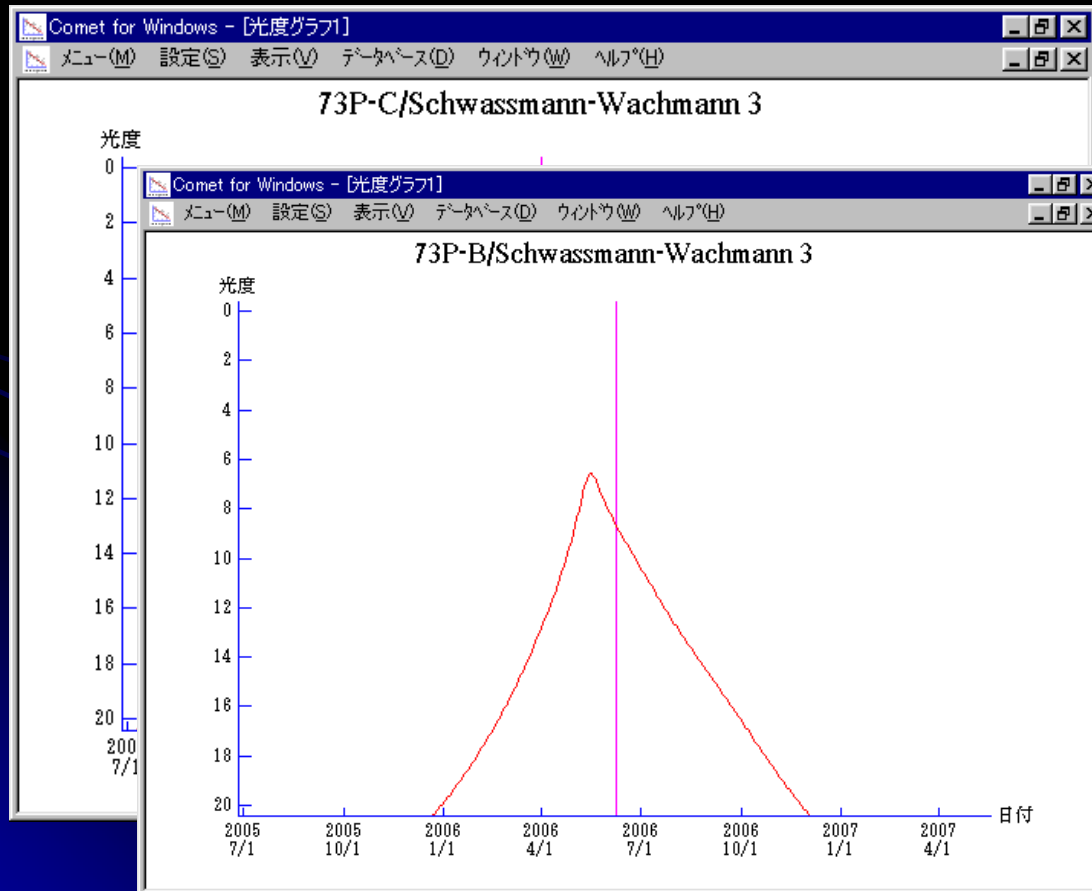 Comet for Windows - [光度グラフ1]
メニュー(M) 設定(S) 表示(V) データベース(D) ウィンドウ(W) ヘルプ(H)
73P-C/Schwassmann-Wachmann 3
光度
0
2
4
6
8
10
12
14
16
18
20
200
7/1
Comet for Windows - [光度グラフ1]
メニュー(M) 設定(S) 表示(V) データベース(D) ウィンドウ(W) ヘルプ(H)
73P-B/Schwassmann-Wachmann 3
光度
0
2
4
6
8
10
12
14
16
18
20
日付
2005 2005 2006 2006 2006 2006 2007 2007
7/1 10/1 1/1 4/1 7/1 10/1 1/1 4/1